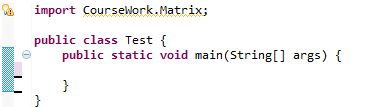 import CourseWork.Matrix;
public class Test {
public static void main(String[] args) {
}
}